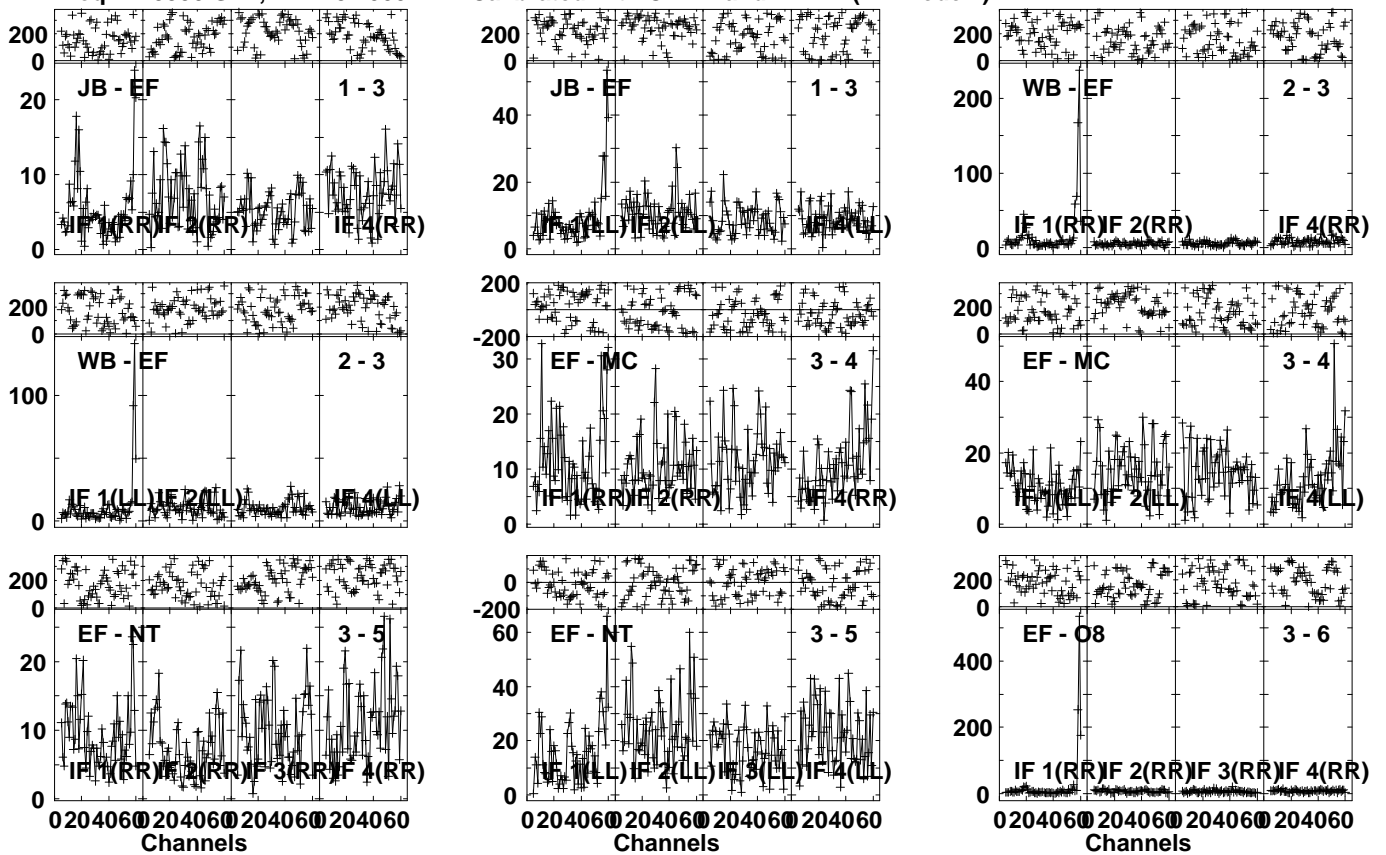 200
0
20
10
0
JB - EF
1 - 3
IF 1(RR)
IF 2(RR)
IF 4(RR)
200
0
40
20
0
JB - EF
1 - 3
IF 1(LL)
IF 2(LL)
IF 4(LL)
200
0
200
100
0
WB - EF
2 - 3
IF 1(RR)
IF 2(RR)
IF 4(RR)
200
0
100
0
WB - EF
2 - 3
IF 1(LL)
IF 2(LL)
IF 4(LL)
200
-200
30
20
10
0
EF - MC
3 - 4
IF 1(RR)
IF 2(RR)
IF 4(RR)
200
0
40
20
0
EF - MC
3 - 4
IF 1(LL)
IF 2(LL)
IF 4(LL)
200
0
20
10
0
EF - NT
3 - 5
IF 1(RR)
IF 2(RR)
IF 3(RR)
IF 4(RR)
0 20 40 60 0 20 40 60 0 20 40 60 0 20 40 60
Channels
0
-200
60
40
20
0
EF - NT
3 - 5
IF 1(LL)
IF 2(LL)
IF 3(LL)
IF 4(LL)
0 20 40 60 0 20 40 60 0 20 40 60 0 20 40 60
Channels
200
0
400
200
0
EF - O8
3 - 6
IF 1(RR)
IF 2(RR)
IF 3(RR)
IF 4(RR)
0 20 40 60 0 20 40 60 0 20 40 60 0 20 40 60
Channels